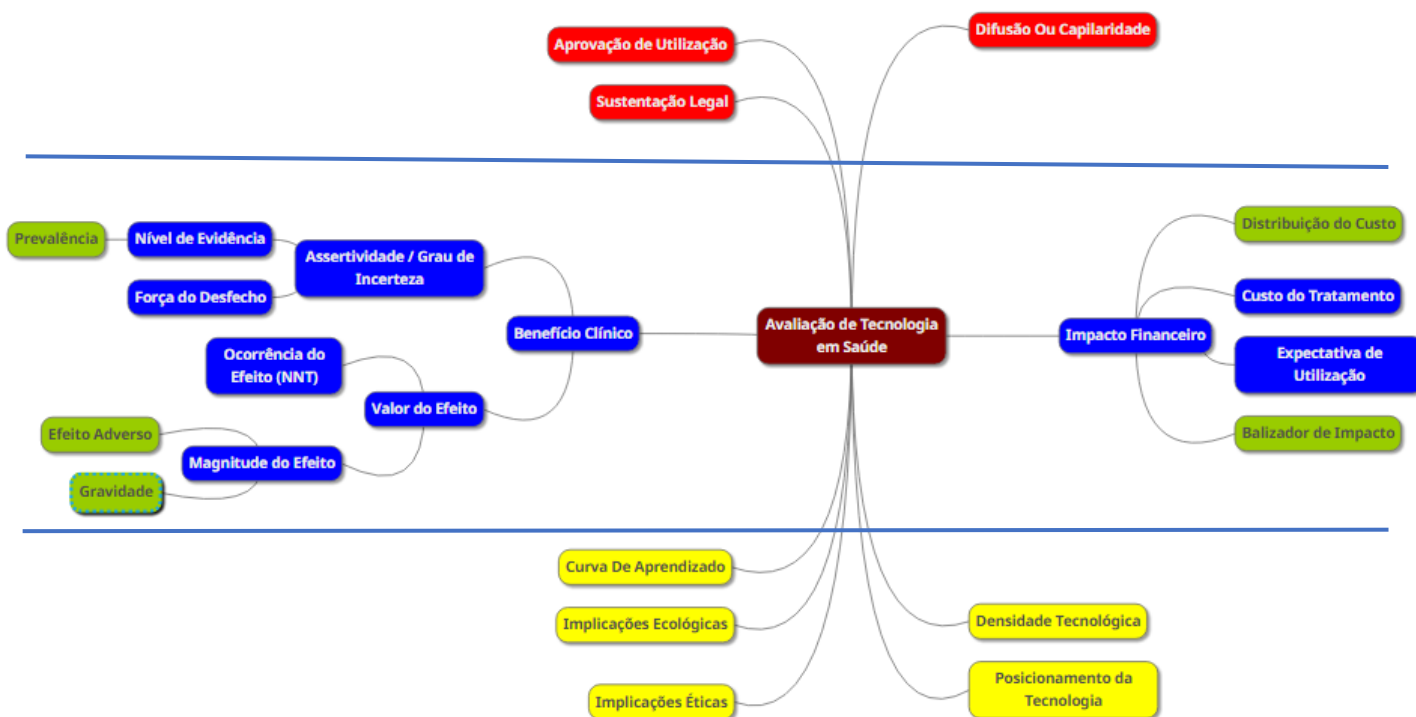 Aprovação de Utilização
Difusão Ou Capilaridade
Sustentação Legal
Prevalência
Nível de Evidência
Assertividade / Grau de
Incerteza
Força do Desfecho
Benefício Clínico
Ocorrência do
Efeito (NNT)
Valor do Efeito
Efeito Adverso
Magnitude do Efeito
Gravidade
Avaliação de Tecnologia
em Saúde
Impacto Financeiro
Distribuição do Custo
Custo do Tratamento
Expectativa de
Utilização
Balizador de Impacto
Curva De Aprendizado
Implicações Ecológicas
Implicações Éticas
Densidade Tecnológica
Posicionamento da
Tecnologia